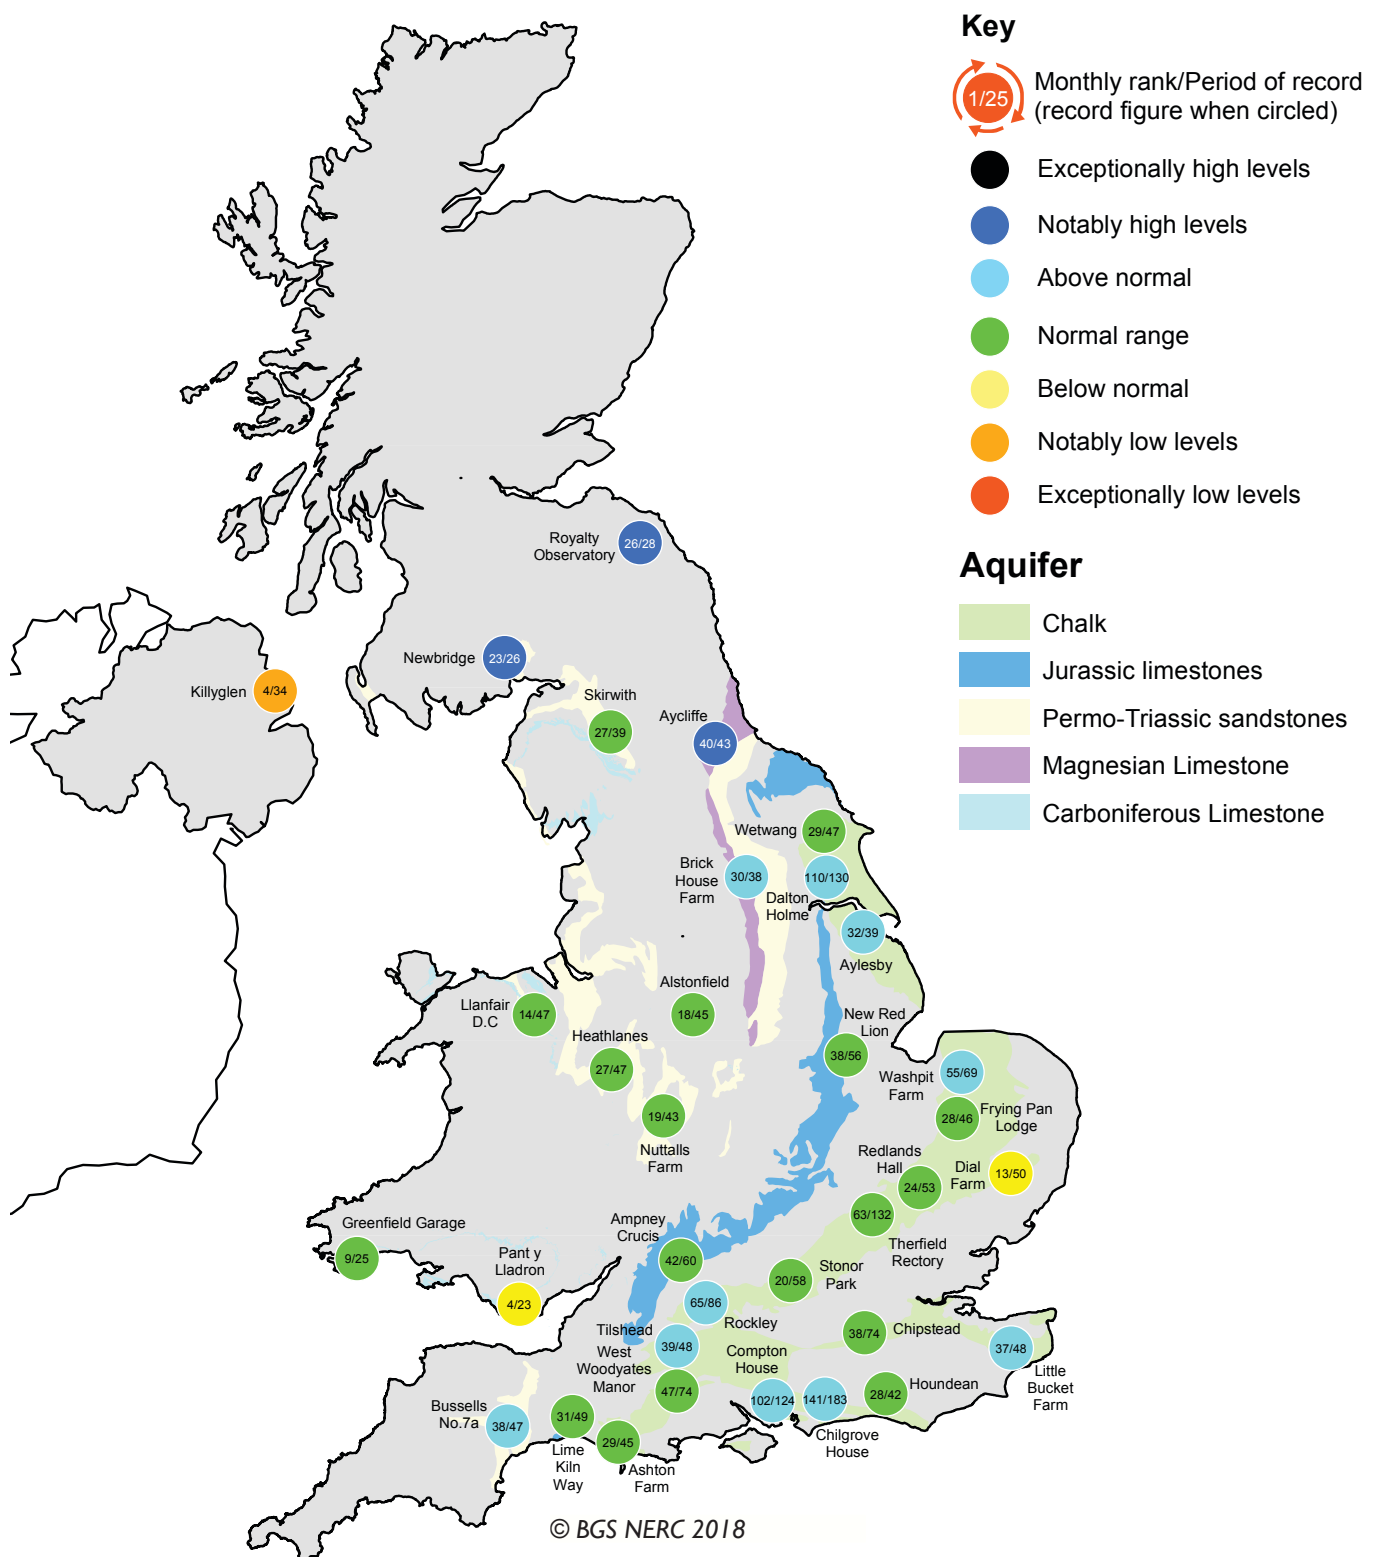 Key
1/25
Monthly rank/Period of record
(record figure when circled)
Exceptionally high levels
Notably high levels
Above normal
Normal range
Below normal
Notably low levels
Exceptionally low levels
Aquifer
Chalk
Jurassic limestones
Permo-Triassic sandstones
Magnesian Limestone
Carboniferous Limestone
Royalty
Observatory
26/28
Newbridge
23/26
Killyglen
4/34
Skirwith
27/39
Aycliffe
40/43
Wetwang
29/47
Brick
House
Farm
30/38
110/130
Dalton
Holme
32/39
Aylesby
Alstonfield
18/45
Llanfair
D.C
14/47
New Red
Lion
38/56
Heathlanes
27/47
Washpit
Farm
55/69
19/43
Nuttalls
Farm
28/46
Frying Pan
Lodge
Redlands
Hall
24/53
Dial
Farm
13/50
63/132
Therfield
Rectory
Greenfield Garage
9/25
Pant y
Lladron
4/23
Ampney
Crucis
42/60
20/58
Stonor
Park
65/86
Rockley
Tilshead
39/48
38/74
Chipstead
37/48
Little
Bucket
Farm
West
Woodyates
Manor
47/74
Compton
House
102/124
141/183
Chilgrove
House
28/42
Houndean
Bussells
No.7a
38/47
31/49
Lime
Kiln
Way
29/45
Ashton
Farm
© BGS NERC 2018